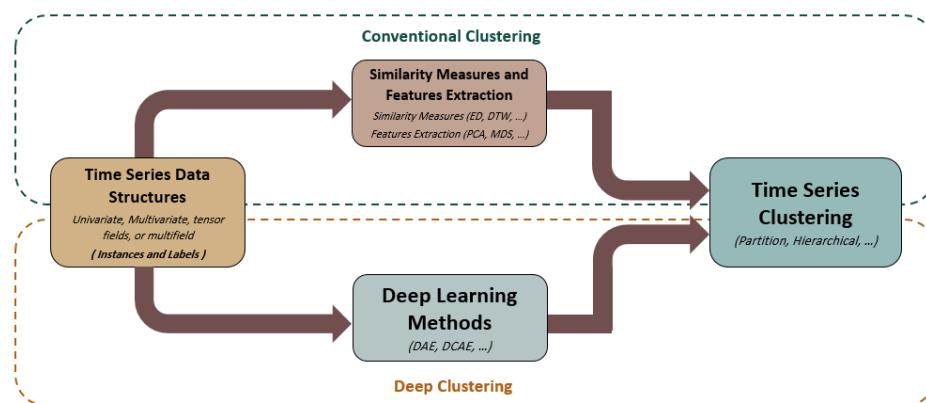 Conventional Clustering
Similarity Measures and
Features Extraction
Similarity Measures (ED, DTW, ...)
Features Extraction (PCA, MDS, ...)
Time Series Data
Structures
Univariate, Multivariate, tensor
fields, or multifield
( Instances and Labels )
Time Series
Clustering
(Partition, Hierarchical, ...)
Deep Learning
Methods
(DAE, DCAE, ...)
Deep Clustering